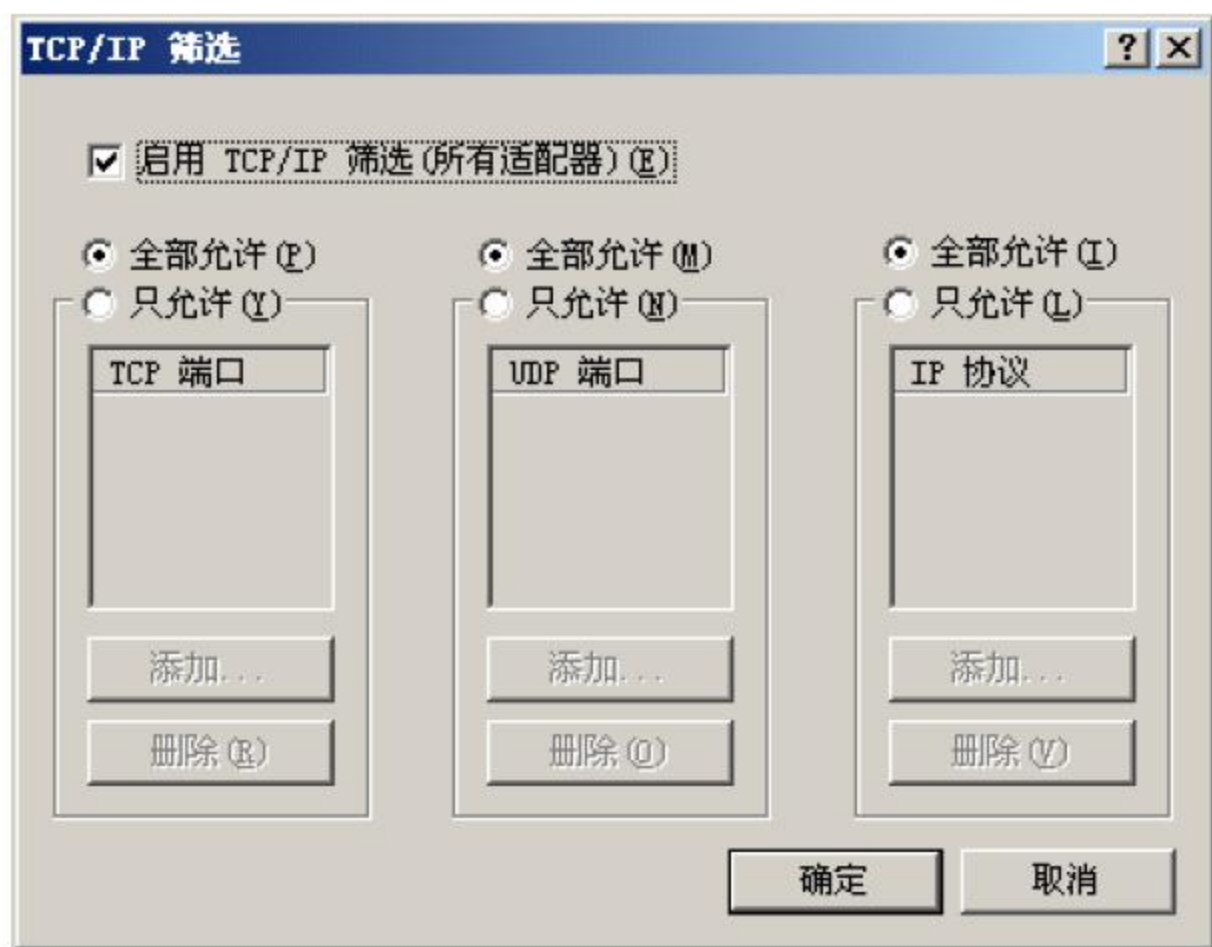 TCP/IP 筛选
启用 TCP/IP 筛选(所有适配器)(E)
全部允许(P)
只允许(Y)
TCP 端口
添加...
删除(R)
全部允许(M)
只允许(N)
UDP 端口
添加...
删除(O)
全部允许(I)
只允许(L)
IP 协议
添加...
删除(V)
确定
取消